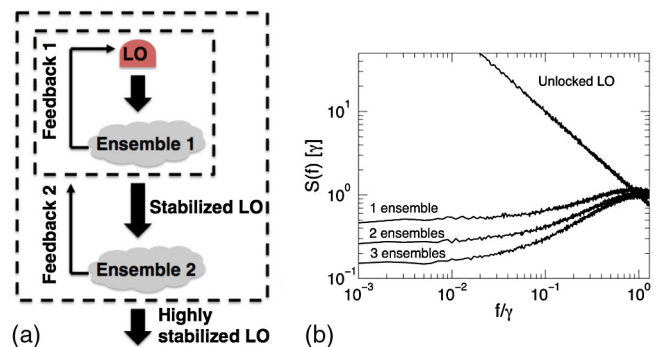 LO
Feedback 1
Ensemble 1
Stabilized LO
Feedback 2
Ensemble 2
Highly
stabilized LO
(a)
S(f) [γ]
10¹
10⁰
10⁻¹
Unlocked LO
1 ensemble
2 ensembles
3 ensembles
10⁻³
10⁻²
10⁻¹
10⁰
f/γ
(b)